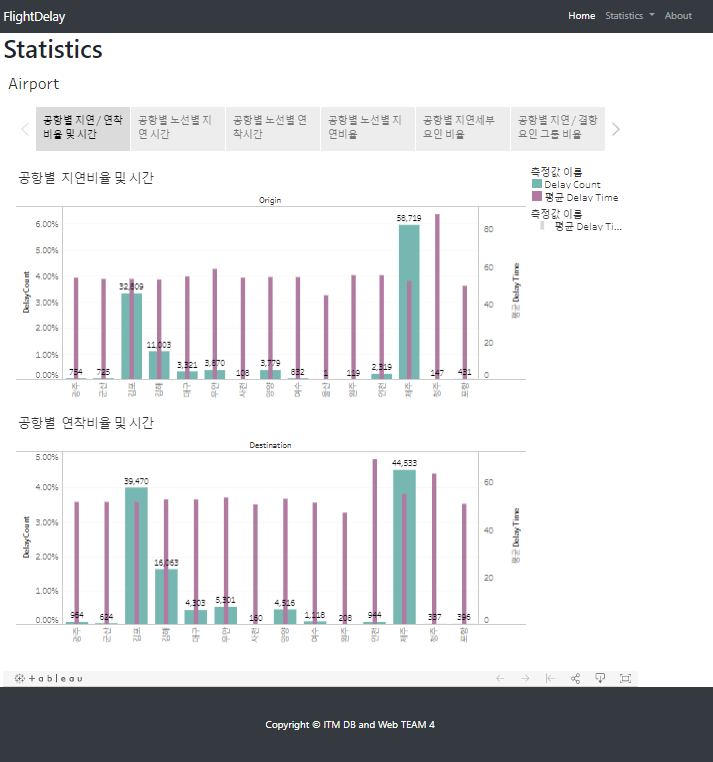 FlightDelay
Home Statistics About
Statistics
Airport
공항별 지연 / 연착 비율 및 시간
공항별 노선별 지연 시간
공항별 노선별 연착시간
공항별 노선별 지연비율
공항별 지연세부요인 비율
공항별 지연 / 결항 요인 그룹 비율
공항별 지연비율 및 시간
측정값 이름
Delay Count
평균 Delay Time
측정값 이름
평균 Delay Ti...
Origin
6.00%
5.00%
4.00%
3.00%
2.00%
1.00%
0.00%
DelayCount
80
60
40
20
0
평균 Delay Time
754 725 32,809 11,003 3,321 3,870 108 3,779 832 1 119 2,319 58,719 147 431
광주 군산 김포 김해 대구 무안 사천 양양 여수 울산 원주 인천 제주 청주 포항
공항별 연착비율 및 시간
Destination
5.00%
4.00%
3.00%
2.00%
1.00%
0.00%
DelayCount
60
40
20
0
평균 Delay Time
964 624 39,470 16,063 4,303 5,301 160 4,516 1,118 208 944 44,533 337 396
광주 군산 김포 김해 대구 무안 사천 양양 여수 원주 인천 제주 청주 포항
+ a b l e a u
Copyright © ITM DB and Web TEAM 4